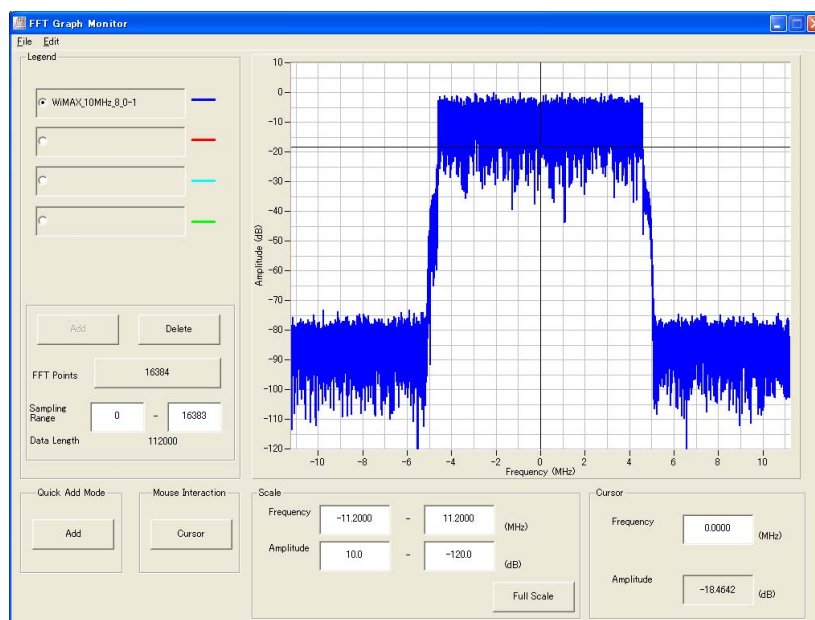 FFT Graph Monitor
File Edit
Legend
WiMAX_10MHz_8_0-1
Add Delete
FFT Points 16384
Sampling Range 0 - 16383
Data Length 112000
Quick Add Mode
Add
Mouse Interaction
Cursor
Amplitude (dB)
10
0
-10
-20
-30
-40
-50
-60
-70
-80
-90
-100
-110
-120
-10 -8 -6 -4 -2 0 2 4 6 8 10
Frequency (MHz)
Scale
Frequency -11.2000 - 11.2000 (MHz)
Amplitude 10.0 - -120.0 (dB)
Full Scale
Cursor
Frequency 0.0000 (MHz)
Amplitude -18.4642 (dB)